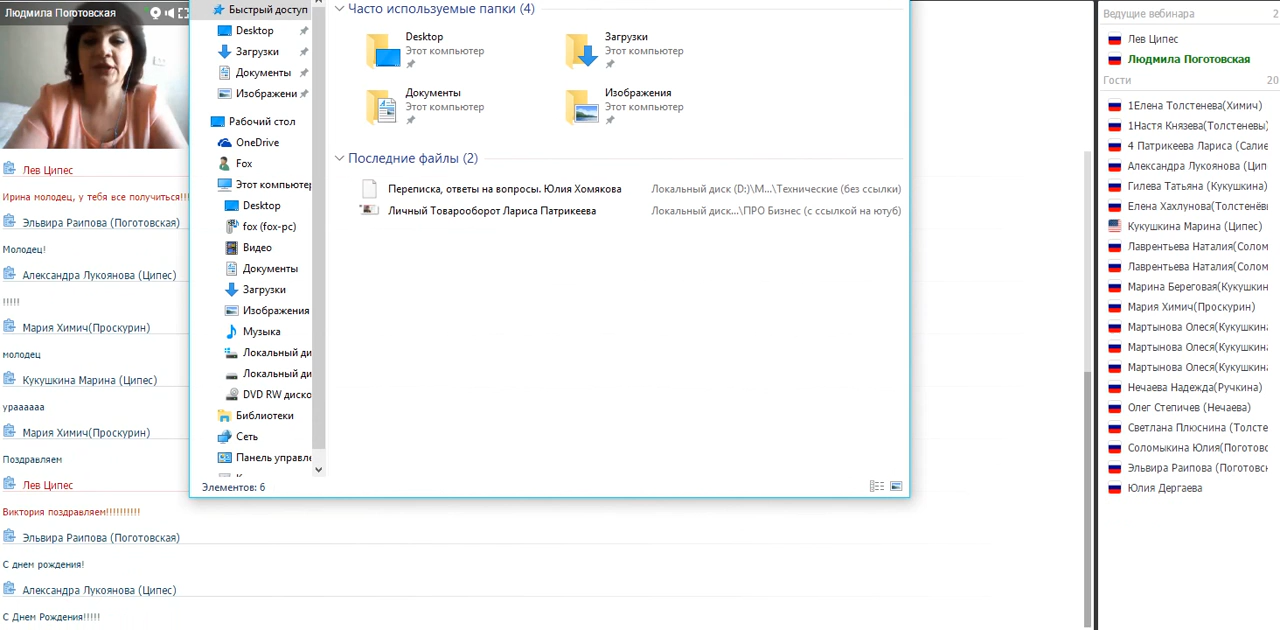 Людмила Поготовская
Лев Ципес
Ирина молодец, у тебя все получиться!!!
Эльвира Раипова (Поготовская)
Молодец!
Александра Лукоянова (Ципес)
!!!!!
Мария Химич(Проскурин)
молодец
Кукушкина Марина (Ципес)
ураааааа
Мария Химич(Проскурин)
Поздравляем
Лев Ципес
Виктория поздравляем!!!!!!!!!!
Эльвира Раипова (Поготовская)
С днем рождения!
Александра Лукоянова (Ципес)
С Днем Рождения!!!!!
Быстрый доступ
Desktop
Загрузки
Документы
Изображени
Рабочий стол
OneDrive
Fox
Этот компьютер
Desktop
fox (fox-pc)
Видео
Документы
Загрузки
Изображения
Музыка
Локальный ди
Локальный ди
DVD RW диско
Библиотеки
Сеть
Панель управле
Элементов: 6
Часто используемые папки (4)
Desktop
Этот компьютер
Загрузки
Этот компьютер
Документы
Этот компьютер
Изображения
Этот компьютер
Последние файлы (2)
Переписка, ответы на вопросы. Юлия Хомякова Локальный диск (D:)\М...\Технические (без ссылки)
Личный Товарооборот Лариса Патрикеева Локальный диск...\ПРО Бизнес (с ссылкой на ютуб)
Ведущие вебинара 2
Лев Ципес
Людмила Поготовская
Гости 20
1Елена Толстенева(Химич)
1Настя Князева(Толстеневы)
4 Патрикеева Лариса (Салие
Александра Лукоянова (Цип
Гилева Татьяна (Кукушкина)
Елена Хахлунова(Толстенёв
Кукушкина Марина (Ципес)
Лаврентьева Наталия(Солом
Лаврентьева Наталия(Солом
Марина Береговая(Кукушкин
Мария Химич(Проскурин)
Мартынова Олеся(Кукушкина
Мартынова Олеся(Кукушкина
Мартынова Олеся(Кукушкина
Нечаева Надежда(Ручкина)
Олег Степичев (Нечаева)
Светлана Плюснина (Толсте
Соломыкина Юлия(Поготовс
Эльвира Раипова (Поготовск
Юлия Дергаева